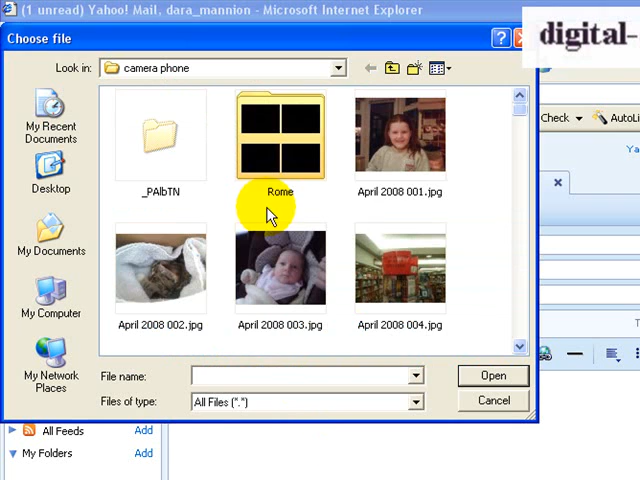 (1 unread) Yahoo! Mail, dara_mannion - Microsoft Internet Explorer
digital-
Choose file
Look in:
camera phone
My Recent
Documents
Desktop
My Documents
My Computer
My Network
Places
_PAlbTN
Rome
April 2008 001.jpg
April 2008 002.jpg
April 2008 003.jpg
April 2008 004.jpg
File name:
Open
Files of type:
All Files (*.*)
Cancel
Check
AutoLi
Ya
All Feeds
Add
My Folders
Add